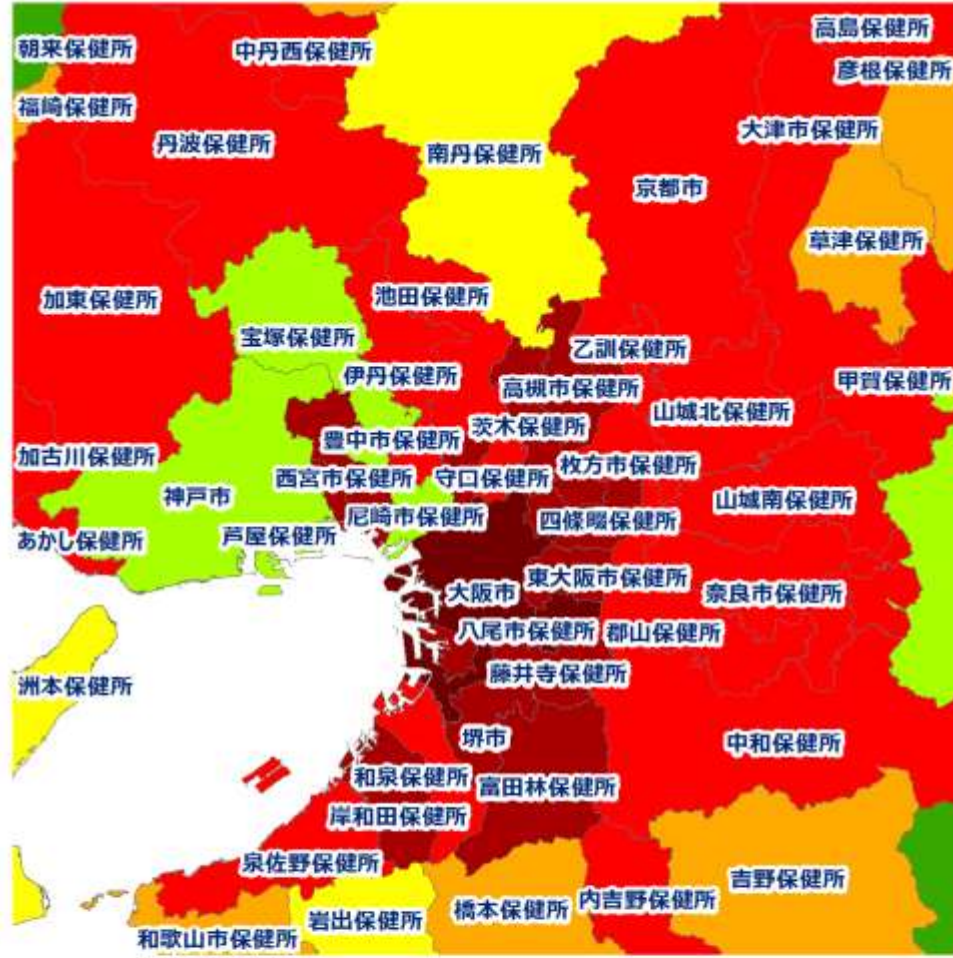 高島保健所
朝来保健所
中丹西保健所
彦根保健所
福崎保健所
大津市保健所
丹波保健所
南丹保健所
京都市
草津保健所
加東保健所
池田保健所
宝塚保健所
乙訓保健所
伊丹保健所
高槻市保健所
甲賀保健所
山城北保健所
茨木保健所
豊中市保健所
加古川保健所
枚方市保健所
西宮市保健所
守口保健所
神戸市
山城南保健所
尼崎市保健所
四條畷保健所
芦屋保健所
あかし保健所
東大阪市保健所
大阪市
奈良市保健所
八尾市保健所
郡山保健所
藤井寺保健所
洲本保健所
堺市
中和保健所
和泉保健所
富田林保健所
岸和田保健所
泉佐野保健所
吉野保健所
内吉野保健所
橋本保健所
岩出保健所
和歌山市保健所